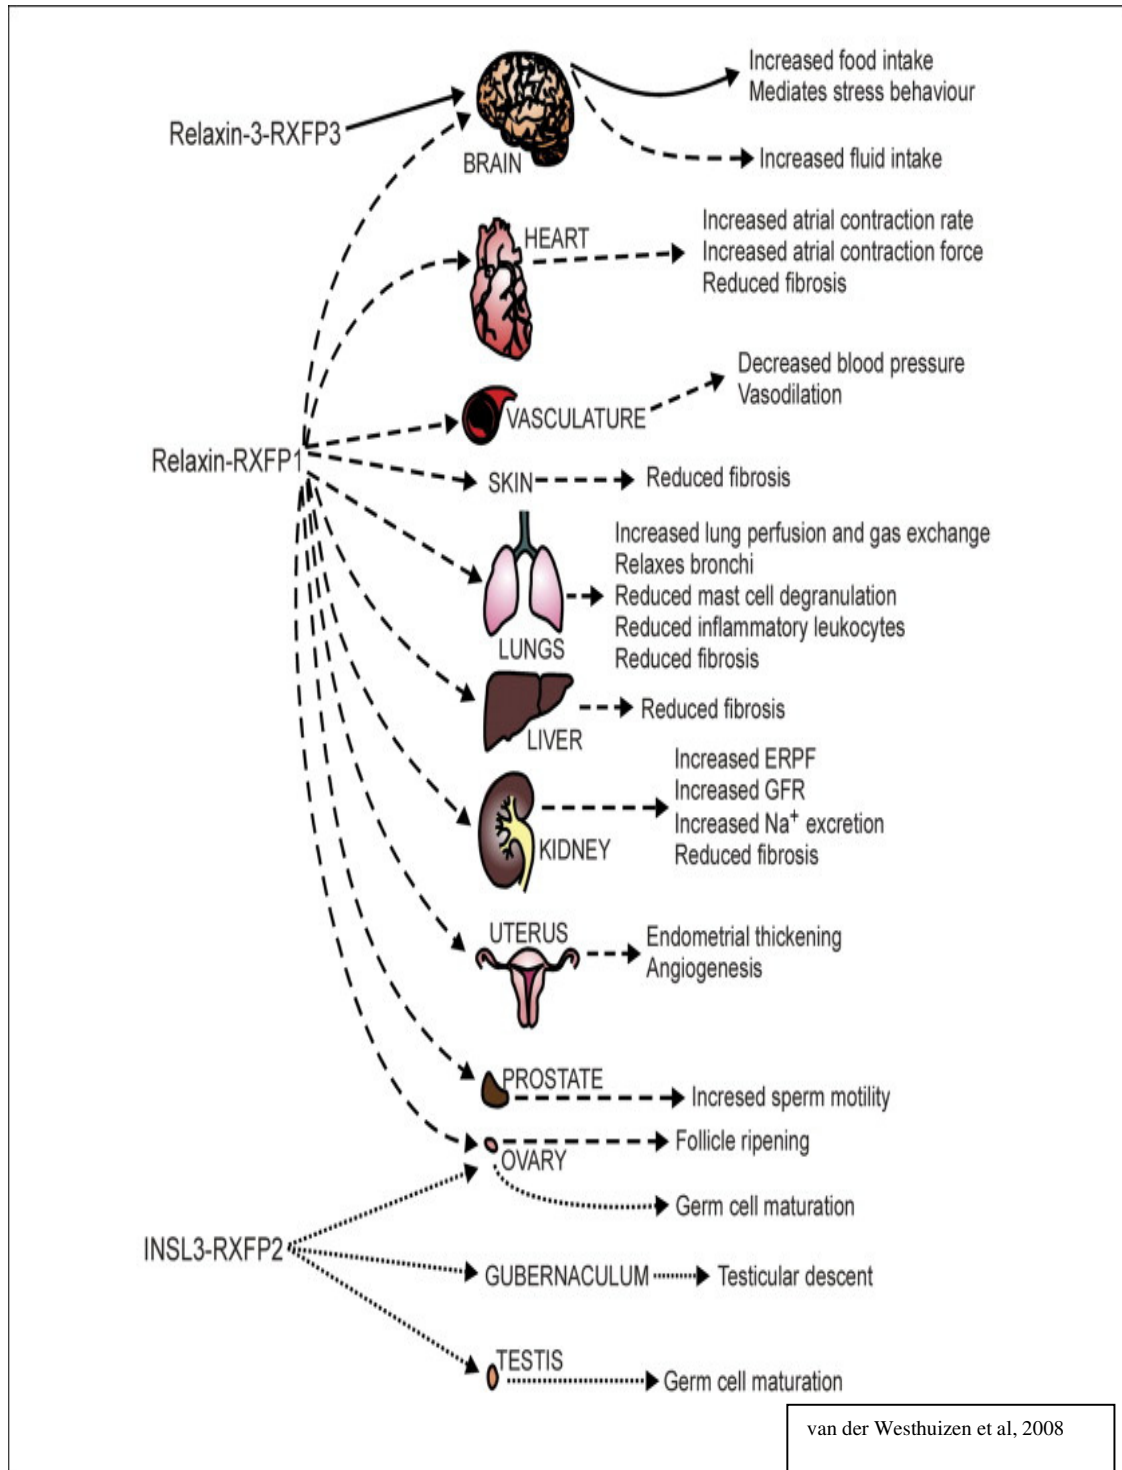 Relaxin-3-RXFP3
BRAIN
Increased food intake
Mediates stress behaviour
Increased fluid intake
HEART
Increased atrial contraction rate
Increased atrial contraction force
Reduced fibrosis
Relaxin-RXFP1
VASCULATURE
Decreased blood pressure
Vasodilation
SKIN
Reduced fibrosis
LUNGS
Increased lung perfusion and gas exchange
Relaxes bronchi
Reduced mast cell degranulation
Reduced inflammatory leukocytes
Reduced fibrosis
LIVER
Reduced fibrosis
KIDNEY
Increased ERPF
Increased GFR
Increased Na⁺ excretion
Reduced fibrosis
UTERUS
Endometrial thickening
Angiogenesis
PROSTATE
Incresed sperm motility
OVARY
Follicle ripening
Germ cell maturation
INSL3-RXFP2
GUBERNACULUM
Testicular descent
TESTIS
Germ cell maturation
van der Westhuizen et al, 2008